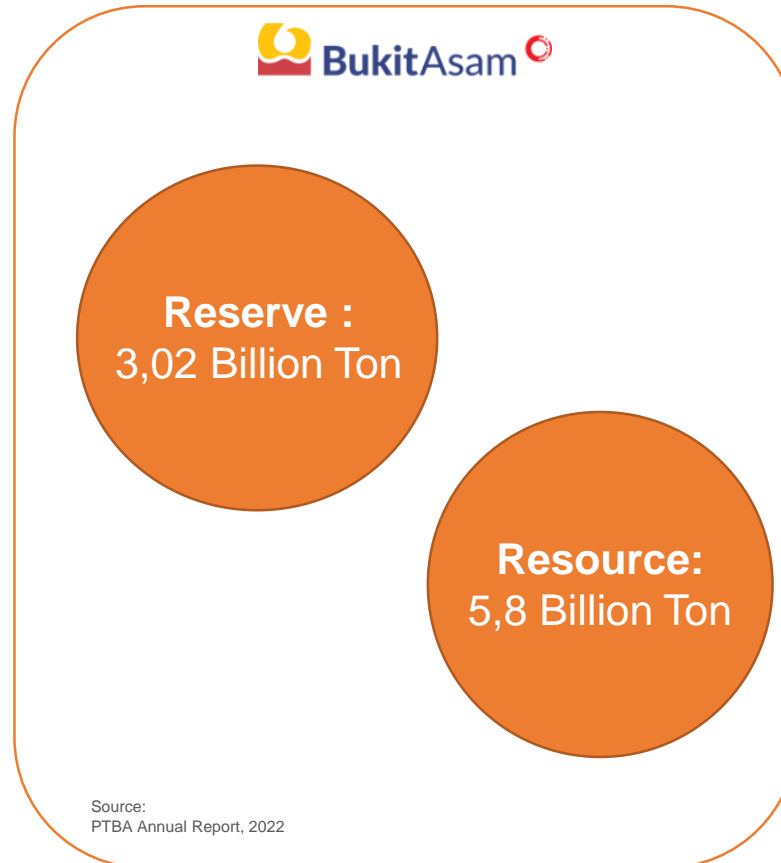 BukitAsam
Reserve :
3,02 Billion Ton
Resource:
5,8 Billion Ton
Source:
PTBA Annual Report, 2022